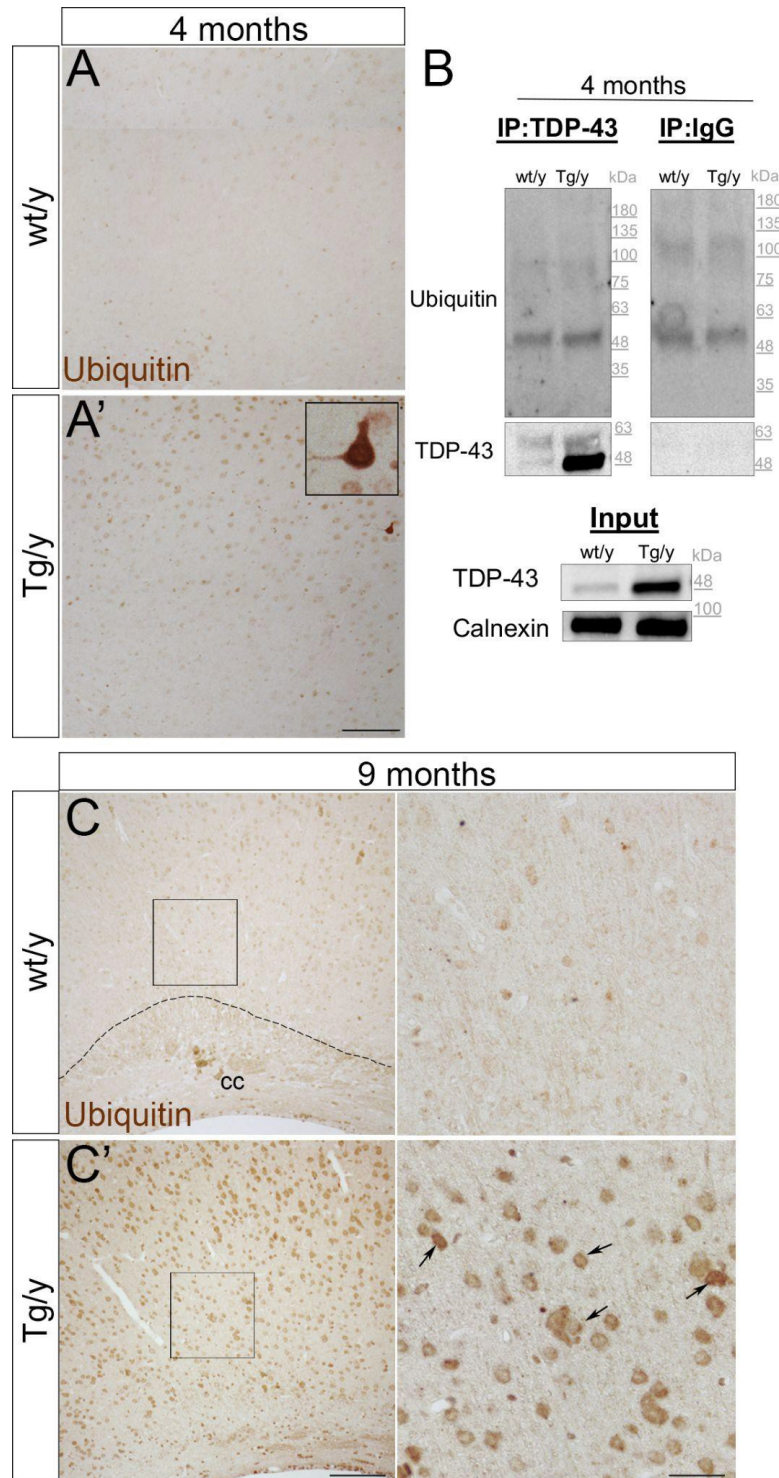 4 months
A
wt/y
Ubiquitin
A'
Tg/y
B
4 months
IP:TDP-43 IP:IgG
wt/y Tg/y kDa wt/y Tg/y kDa
180 180
135 135
100 100
75 75
63 63
48 48
35 35
Ubiquitin
TDP-43
63 63
48 48
Input
wt/y Tg/y kDa
TDP-43 48
100
Calnexin
9 months
C
wt/y
cc
Ubiquitin
C'
Tg/y